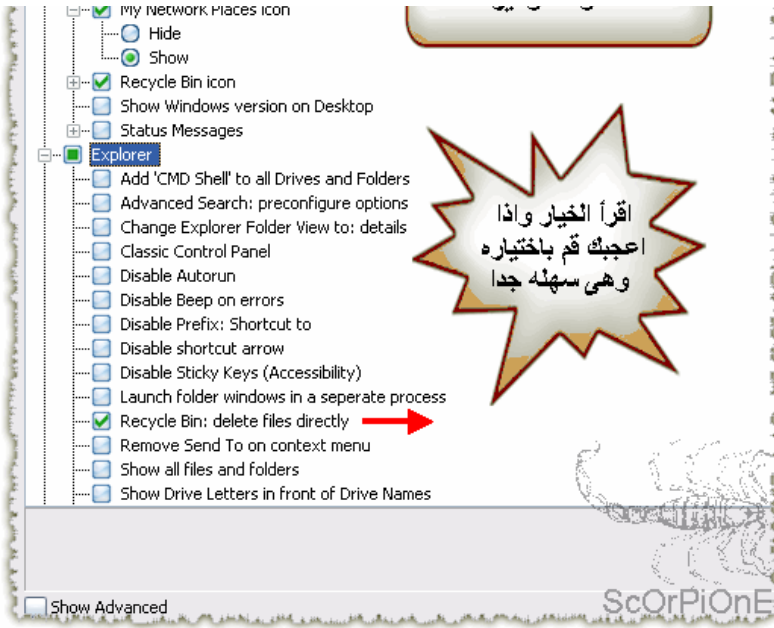 My Network Places icon
Hide
Show
Recycle Bin icon
Show Windows version on Desktop
Status Messages
Explorer
Add 'CMD Shell' to all Drives and Folders
Advanced Search: preconfigure options
Change Explorer Folder View to: details
Classic Control Panel
Disable Autorun
Disable Beep on errors
Disable Prefix: Shortcut to
Disable shortcut arrow
Disable Sticky Keys (Accessibility)
Launch folder windows in a seperate process
Recycle Bin: delete files directly
Remove Send To on context menu
Show all files and folders
Show Drive Letters in front of Drive Names
اقرأ الخيار واذا
اعجبك قم باختياره
وهى سهله جدا
Show Advanced
ScOrPiOnE